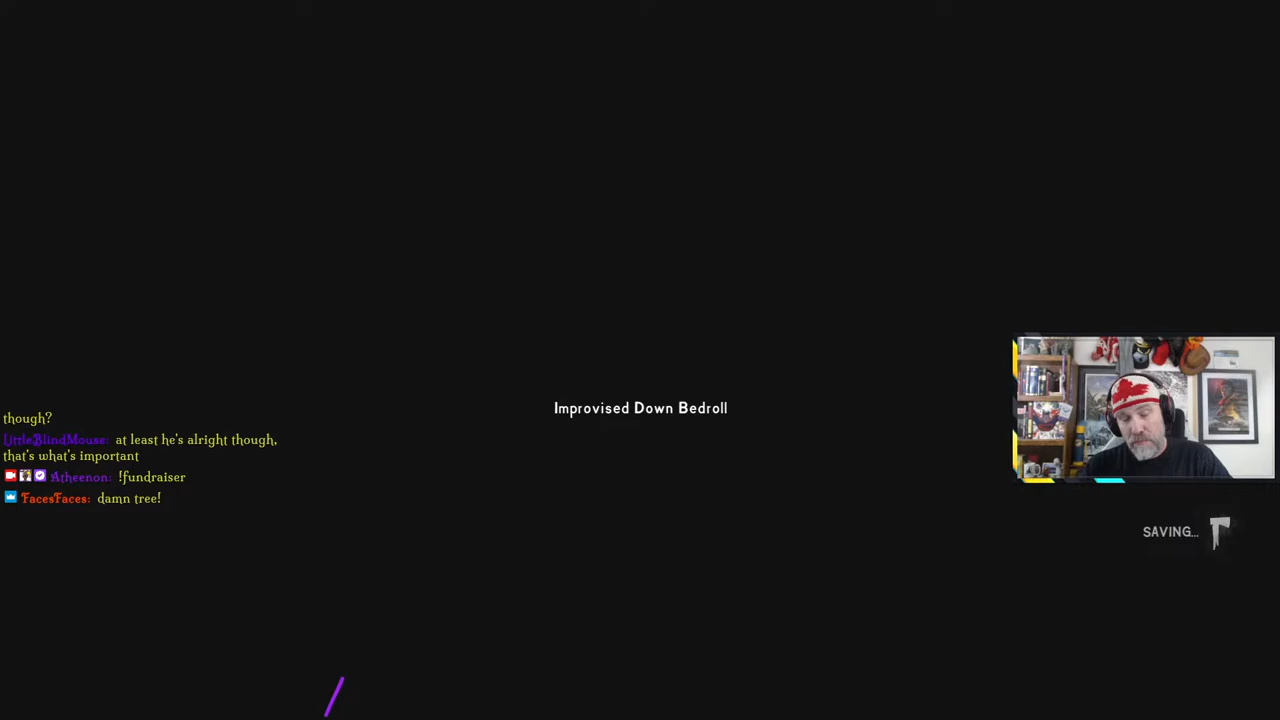 though?
LittleBlindMouse: at least he's alright though,
that's what's important
Atheenon: !fundraiser
FacesFaces: damn tree!
Improvised Down Bedroll
SAVING...